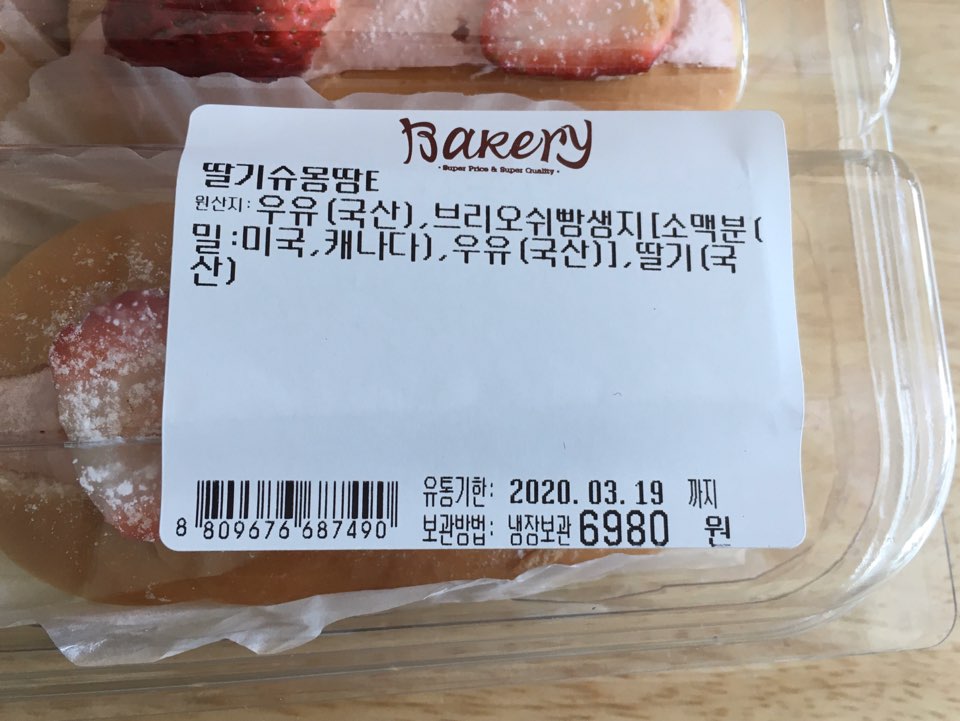 Bakery
· Super Price & Super Quality ·
딸기슈몽땅E
원산지: 우유(국산),브리오쉬빵생지[소맥분(
밀:미국,캐나다),우유(국산)],딸기(국
산)
유통기한: 2020. 03. 19 까지
보관방법: 냉장보관 6980 원
8 809676 687490